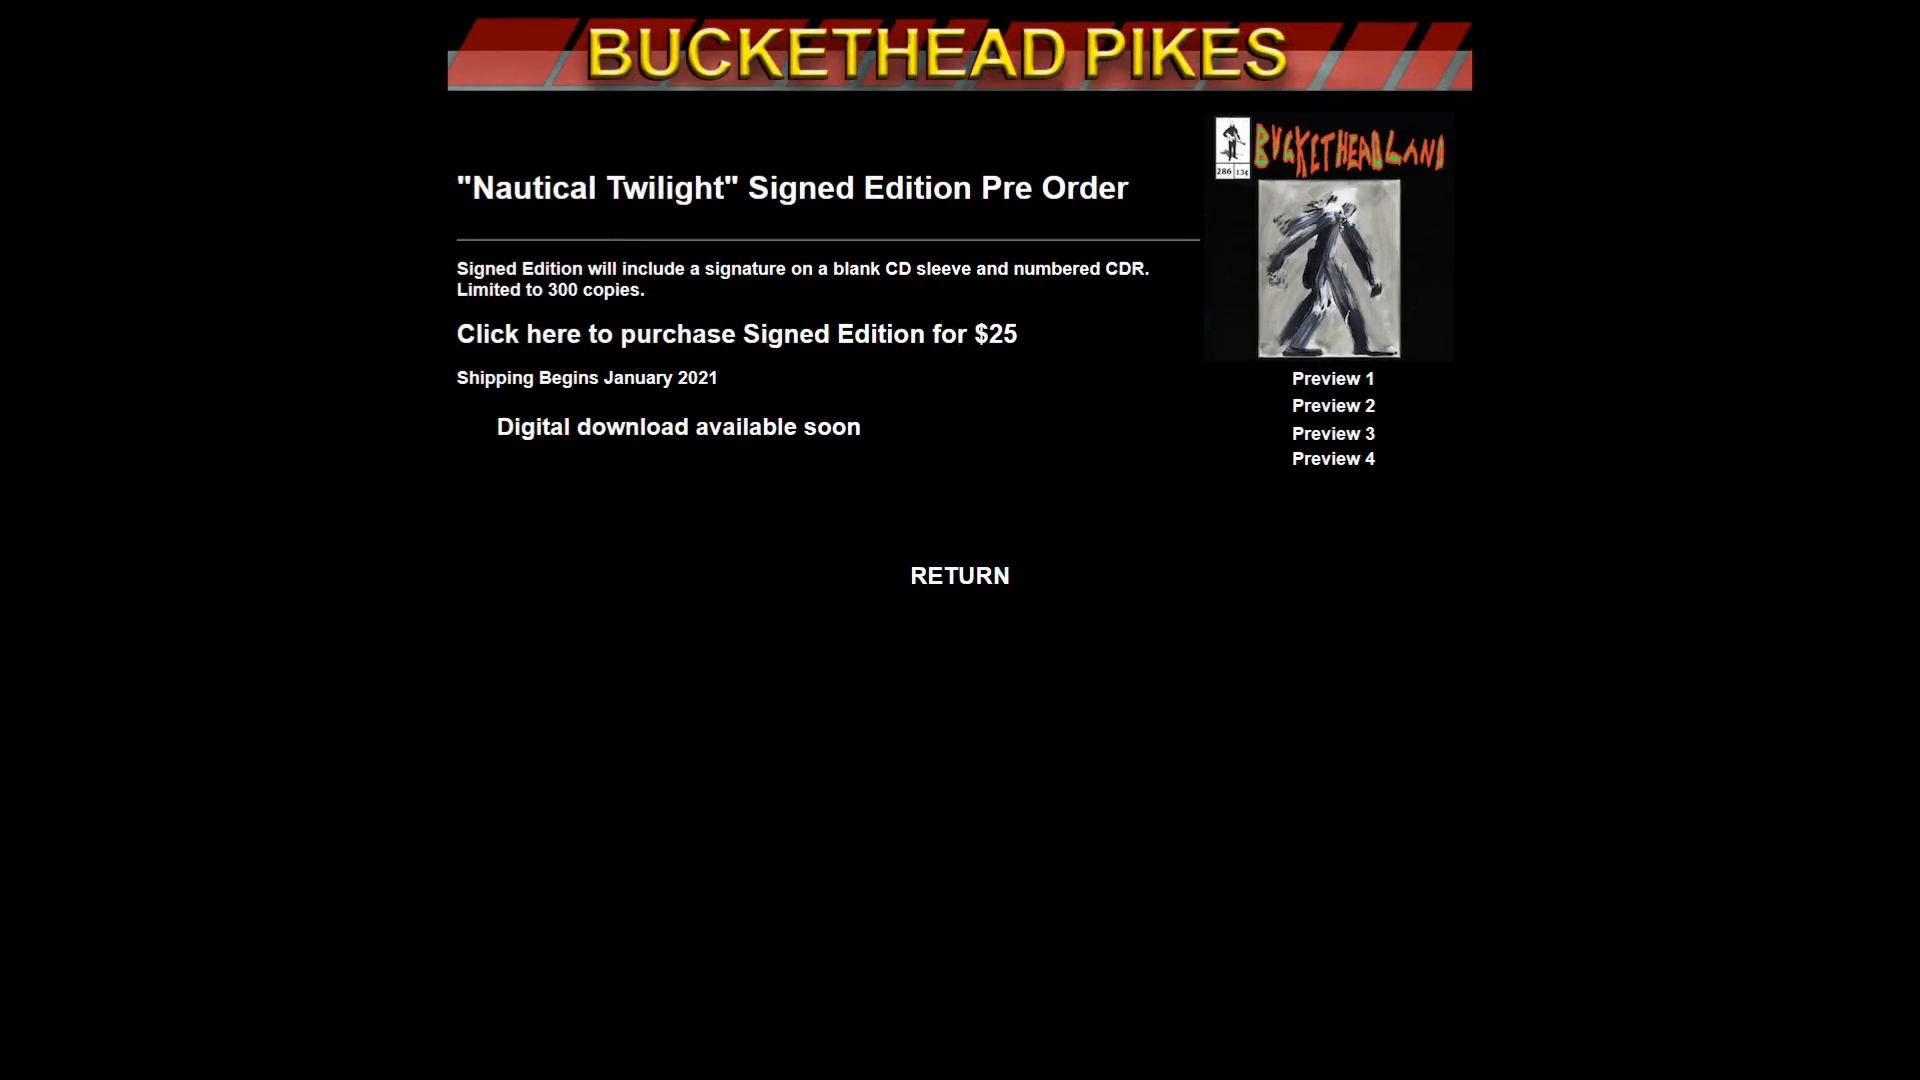 BUCKETHEAD PIKES
BUCKETHEADLAND
286 13¢
"Nautical Twilight" Signed Edition Pre Order
Signed Edition will include a signature on a blank CD sleeve and numbered CDR.
Limited to 300 copies.
Click here to purchase Signed Edition for $25
Shipping Begins January 2021
Digital download available soon
Preview 1
Preview 2
Preview 3
Preview 4
RETURN